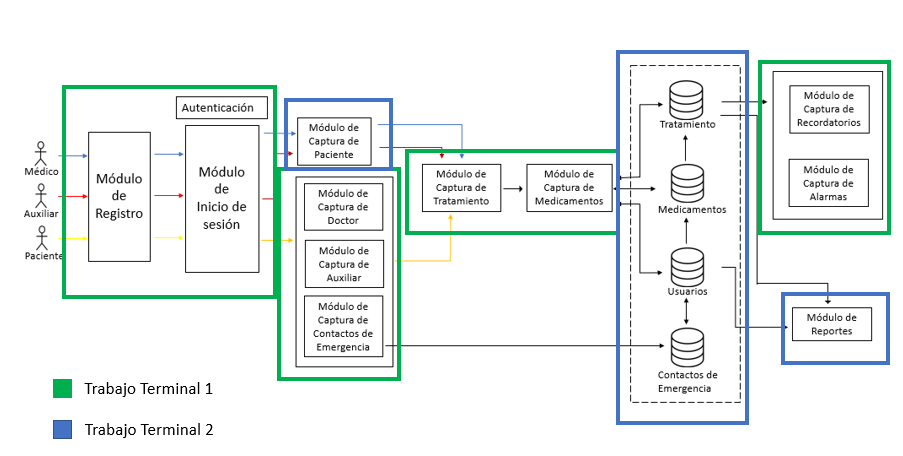 Médico
Auxiliar
Paciente
Módulo
de
Registro
Autenticación
Módulo
de
Inicio de
sesión
Módulo de
Captura de
Paciente
Módulo de
Captura de
Doctor
Módulo de
Captura de
Auxiliar
Módulo de
Captura de
Contactos de
Emergencia
Módulo de
Captura de
Tratamiento
Módulo de
Captura de
Medicamentos
Tratamiento
Medicamentos
Usuarios
Contactos de
Emergencia
Módulo de
Captura de
Recordatorios
Módulo de
Captura de
Alarmas
Módulo de
Reportes
Trabajo Terminal 1
Trabajo Terminal 2